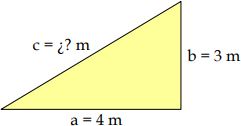 c = ¿? m
b = 3 m
a = 4 m